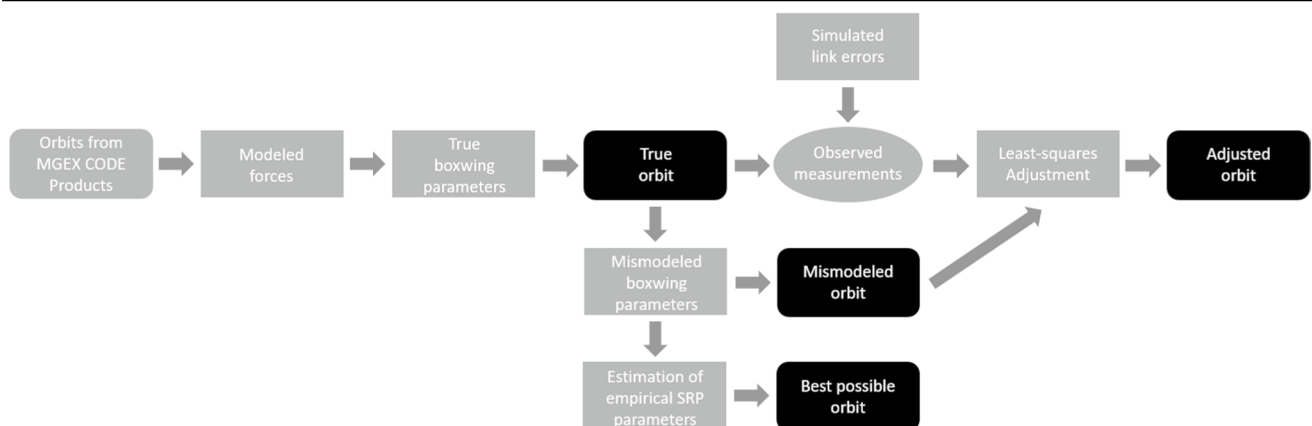 Simulated
link errors
Orbits from
MGEX CODE
Products
Modeled
forces
True
boxwing
parameters
True
orbit
Observed
measurements
Least-squares
Adjustment
Adjusted
orbit
Mismodeled
boxwing
parameters
Mismodeled
orbit
Estimation of
empirical SRP
parameters
Best possible
orbit